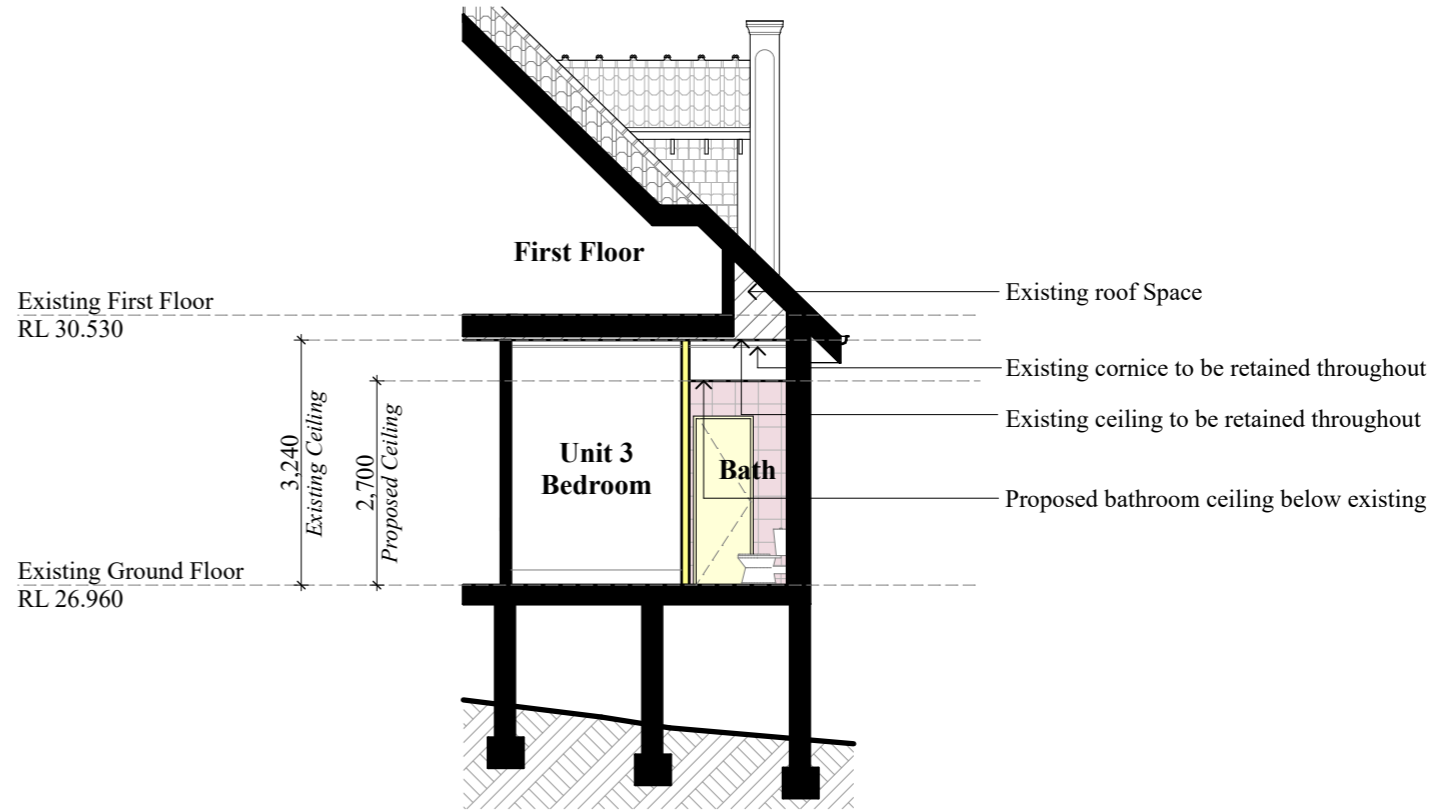 First Floor
Existing First Floor
RL 30.530
Existing roof Space
Existing cornice to be retained throughout
Existing ceiling to be retained throughout
3,240
Existing Ceiling
2,700
Proposed Ceiling
Unit 3
Bedroom
Bath
Proposed bathroom ceiling below existing
Existing Ground Floor
RL 26.960